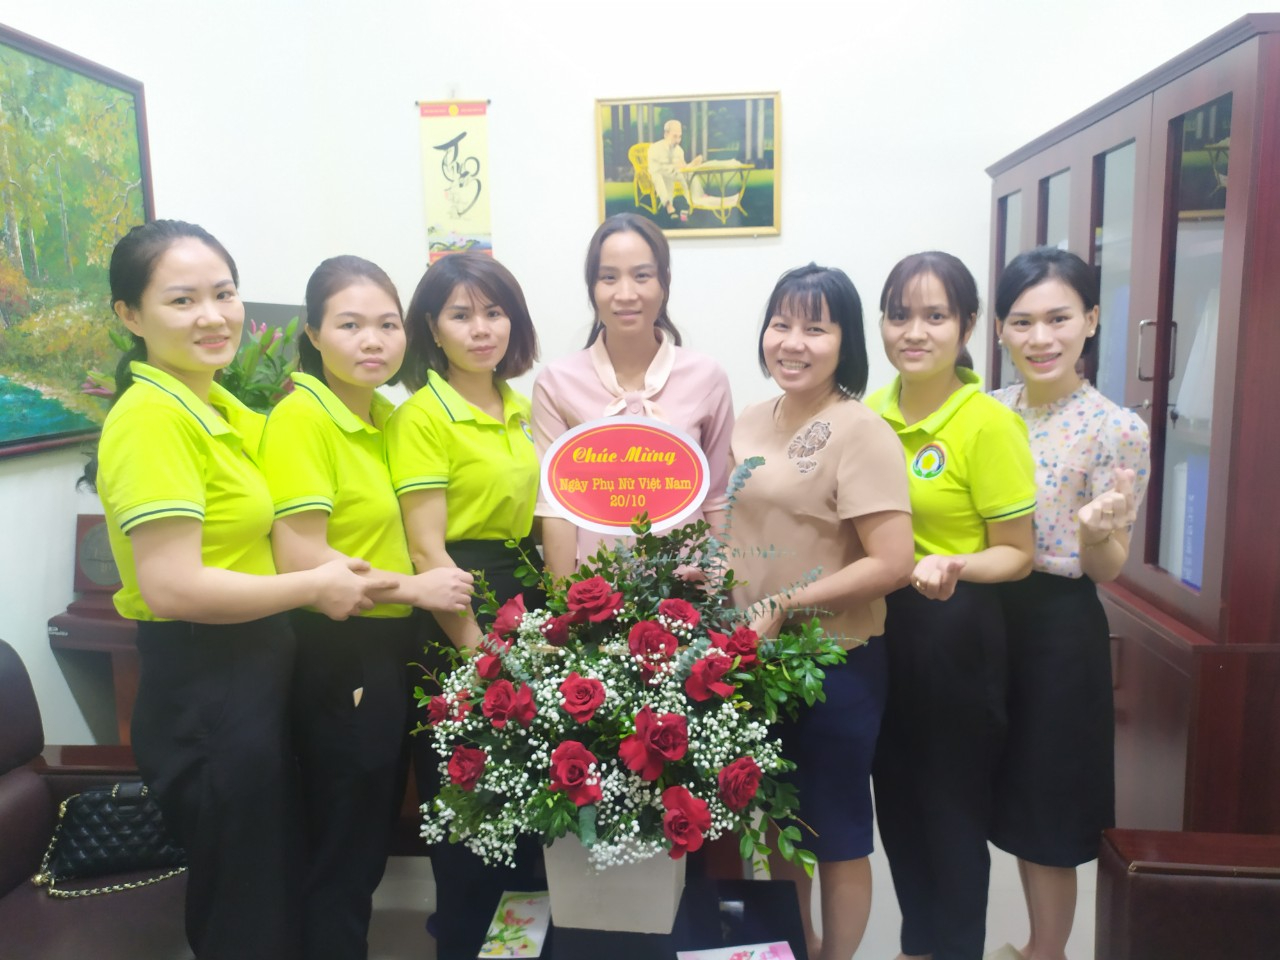 Chúc Mừng
Ngày Phụ Nữ Việt Nam
20/10